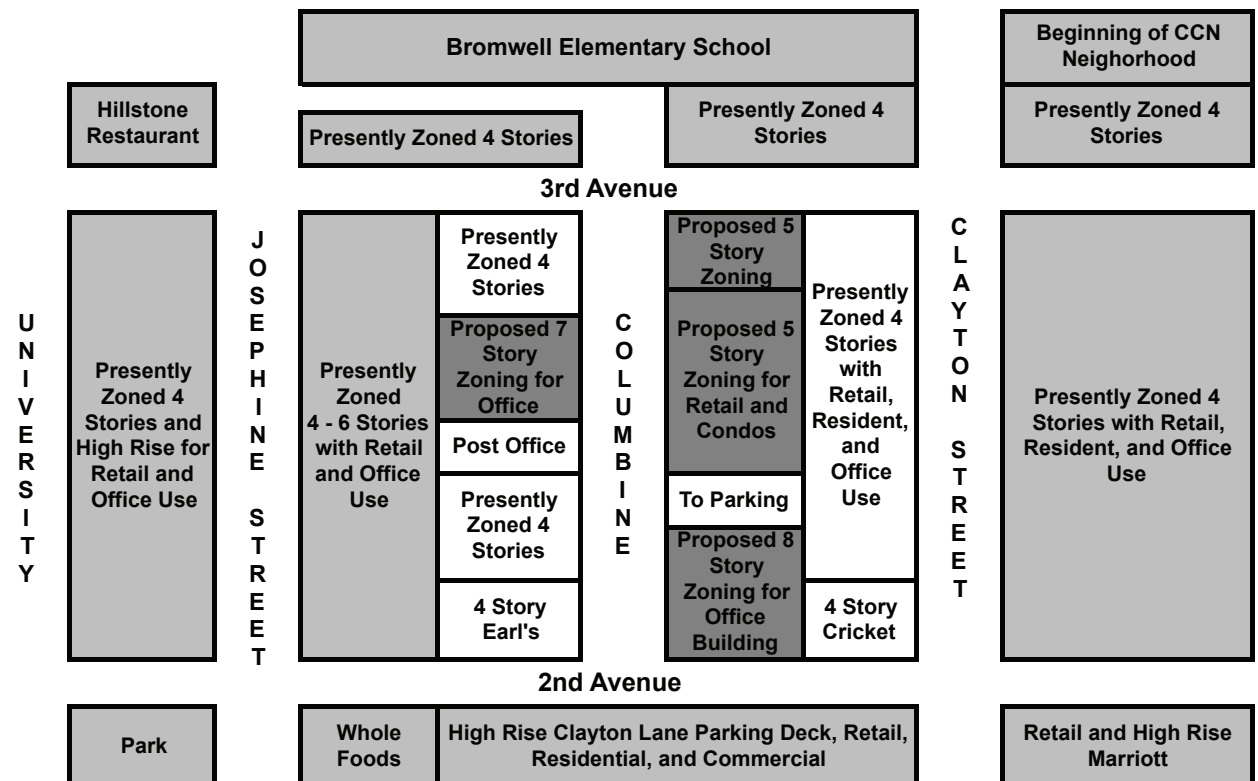 Bromwell Elementary School
Beginning of CCN
Neighorhood
Hillstone
Restaurant
Presently Zoned 4 Stories
Presently Zoned 4
Stories
Presently Zoned 4
Stories
3rd Avenue
UNIVERSITY
Presently
Zoned 4
Stories and
High Rise for
Retail and
Office Use
JOSEPHINE STREET
Presently
Zoned
4 - 6 Stories
with Retail
and Office
Use
Presently
Zoned 4
Stories
Proposed 7
Story
Zoning for
Office
Post Office
Presently
Zoned 4
Stories
4 Story
Earl's
COLUMBINE
Proposed 5
Story
Zoning
Proposed 5
Story
Zoning for
Retail and
Condos
To Parking
Proposed 8
Story
Zoning for
Office
Building
Presently
Zoned 4
Stories
with
Retail,
Resident,
and
Office
Use
4 Story
Cricket
CLAYTON STREET
Presently Zoned 4
Stories with Retail,
Resident, and Office
Use
2nd Avenue
Park
Whole
Foods
High Rise Clayton Lane Parking Deck, Retail,
Residential, and Commercial
Retail and High Rise
Marriott